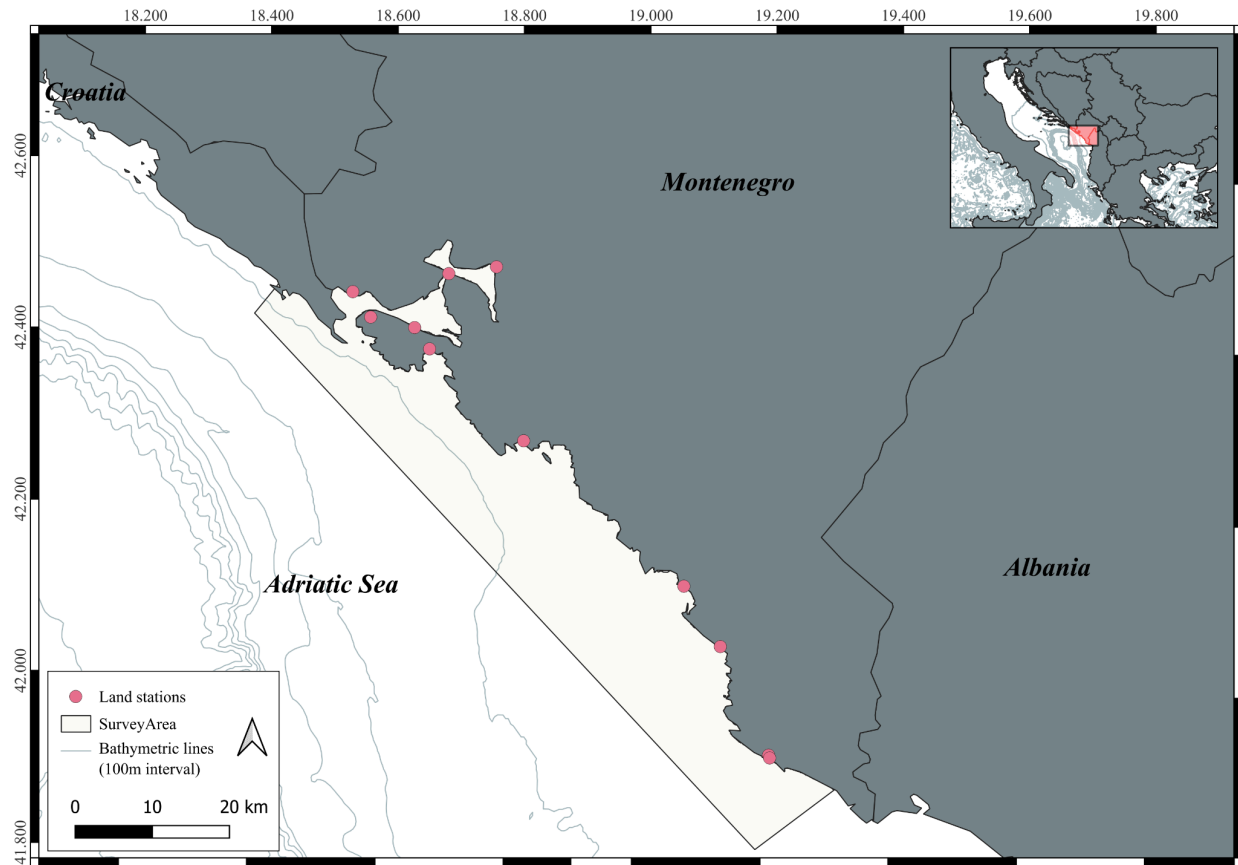 18.200 18.400 18.600 18.800 19.000 19.200 19.400 19.600 19.800
Croatia
42.600
Montenegro
42.400
42.200
Adriatic Sea
Albania
42.000
Land stations
SurveyArea
Bathymetric lines
(100m interval)
0 10 20 km
41.800